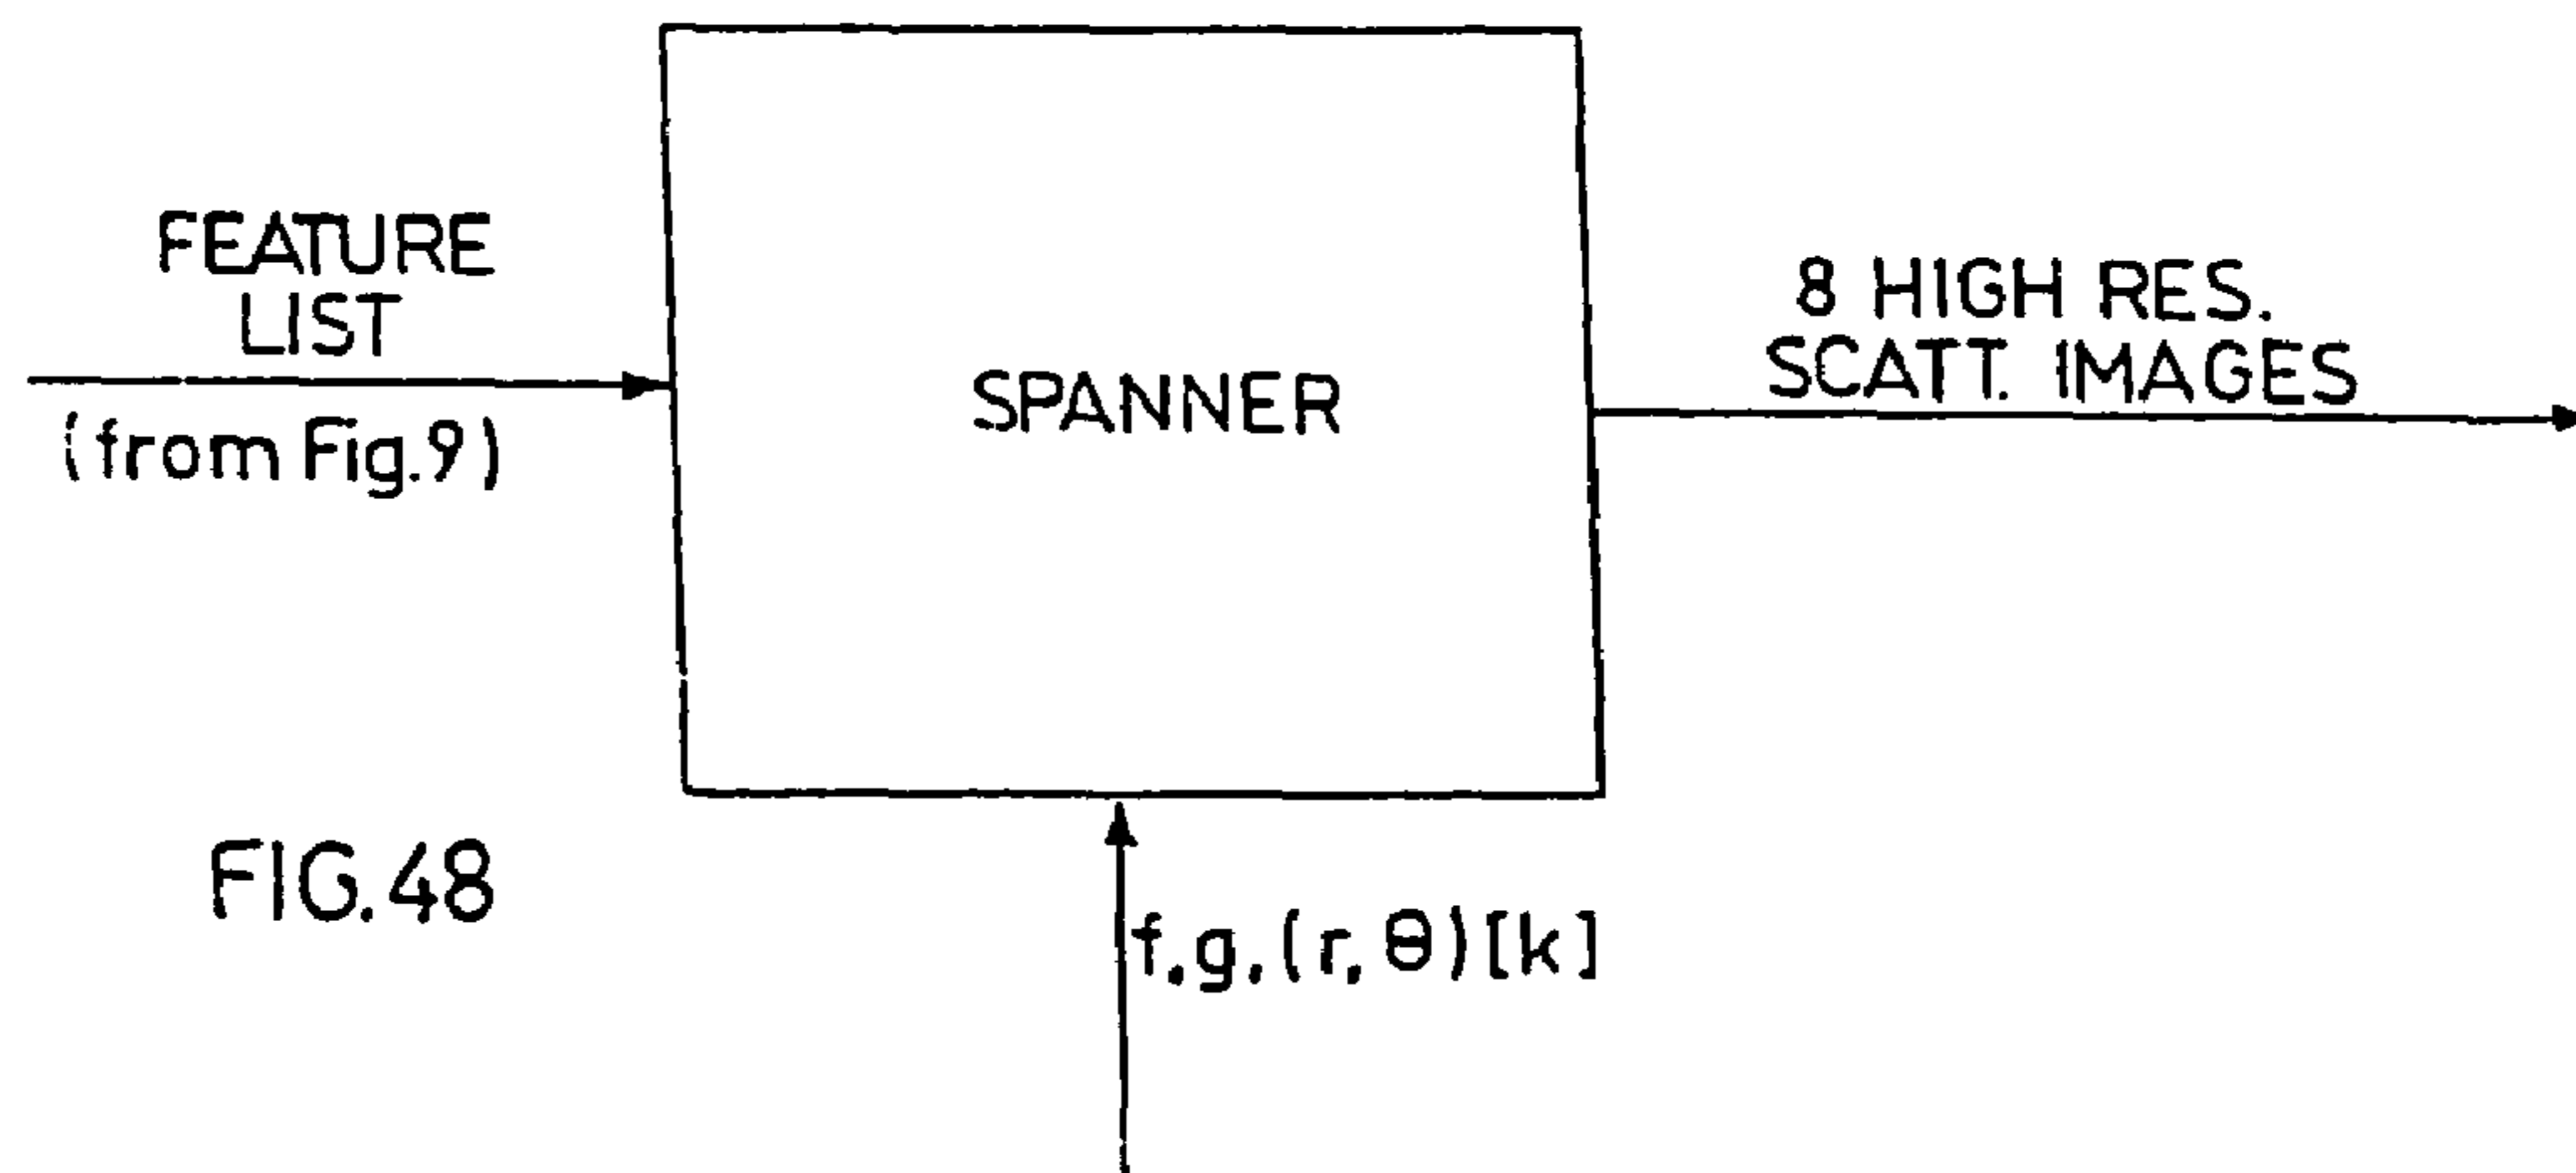 FEATURE
LIST
(from Fig.9)
SPANNER
8 HIGH RES.
SCATT. IMAGES
FIG.48
f,g,(r,θ)[k]